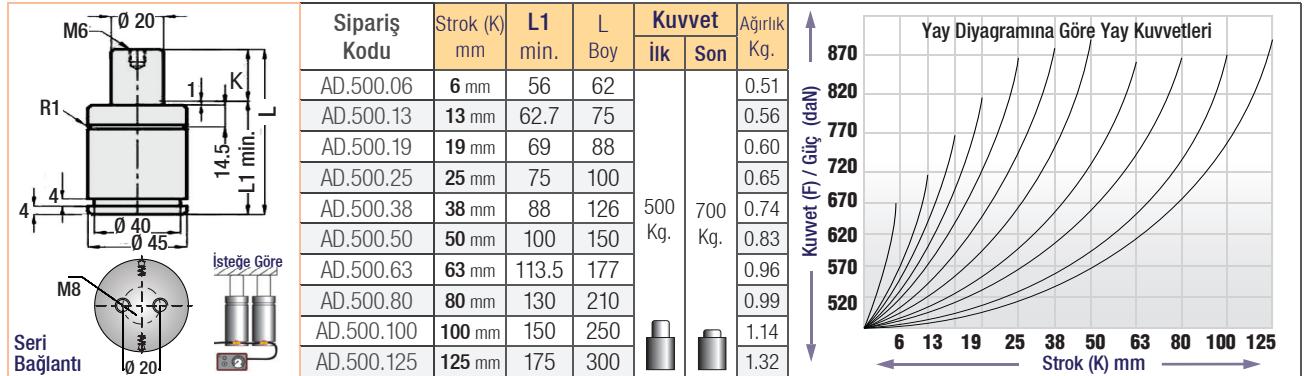 Ø 20
M6
K
1
L
R1
14.5
L1 min.
4
4
Ø 40
Ø 45
M8
İsteğe Göre
Seri
Bağlantı
Ø 20
Sipariş Kodu Strok (K) mm L1 min. L Boy Kuvvet İlk Son Ağırlık Kg.
AD.500.06 6 mm 56 62 0.51
AD.500.13 13 mm 62.7 75 0.56
AD.500.19 19 mm 69 88 0.60
AD.500.25 25 mm 75 100 0.65
AD.500.38 38 mm 88 126 500 Kg. 700 Kg. 0.74
AD.500.50 50 mm 100 150 0.83
AD.500.63 63 mm 113.5 177 0.96
AD.500.80 80 mm 130 210 0.99
AD.500.100 100 mm 150 250 1.14
AD.500.125 125 mm 175 300 1.32
Yay Diyagramına Göre Yay Kuvvetleri
Kuvvet (F) / Güç (daN)
870
820
770
720
670
620
570
520
6 13 19 25 38 50 63 80 100 125
Strok (K) mm